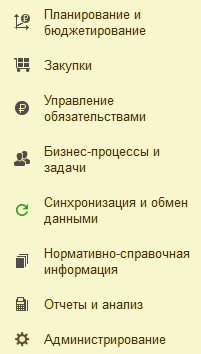 Планирование и
бюджетирование
Закупки
Управление
обязательствами
Бизнес-процессы и
задачи
Синхронизация и обмен
данными
Нормативно-справочная
информация
Отчеты и анализ
Администрирование